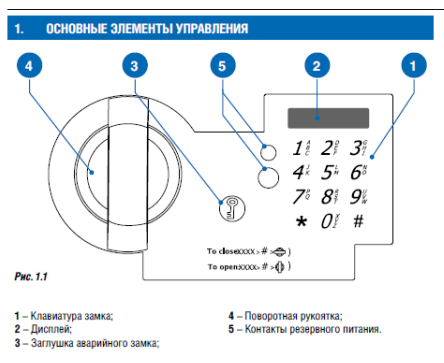 1. ОСНОВНЫЕ ЭЛЕМЕНТЫ УПРАВЛЕНИЯ
4 3 5 2 1
1 A B C 2 D E F 3 G H I
4 J K 5 L M 6 N O
7 P Q 8 R S T 9 U V W
* 0 X Y Z #
To close xxxx > # > )
To open: xxxx > # > )
Рис. 1.1
1 – Клавиатура замка;
2 – Дисплей;
3 – Заглушка аварийного замка;
4 – Поворотная рукоятка;
5 – Контакты резервного питания.